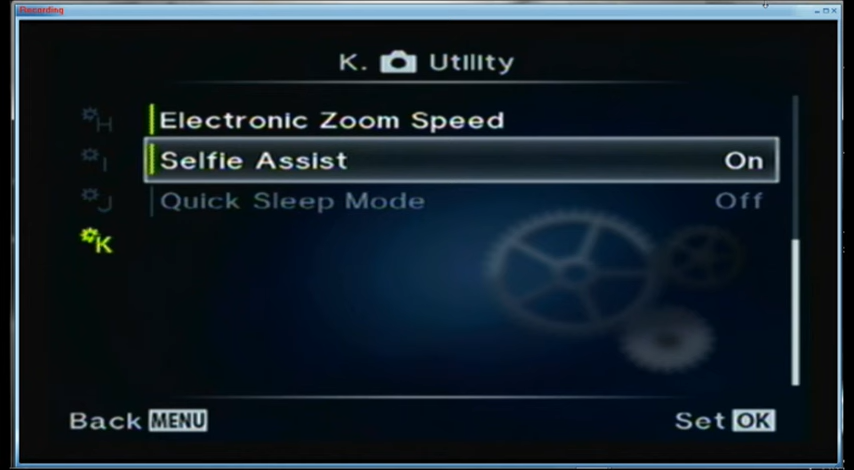 Recording
K. Utility
H
Electronic Zoom Speed
I
Selfie Assist On
J
Quick Sleep Mode Off
K
Back MENU
Set OK